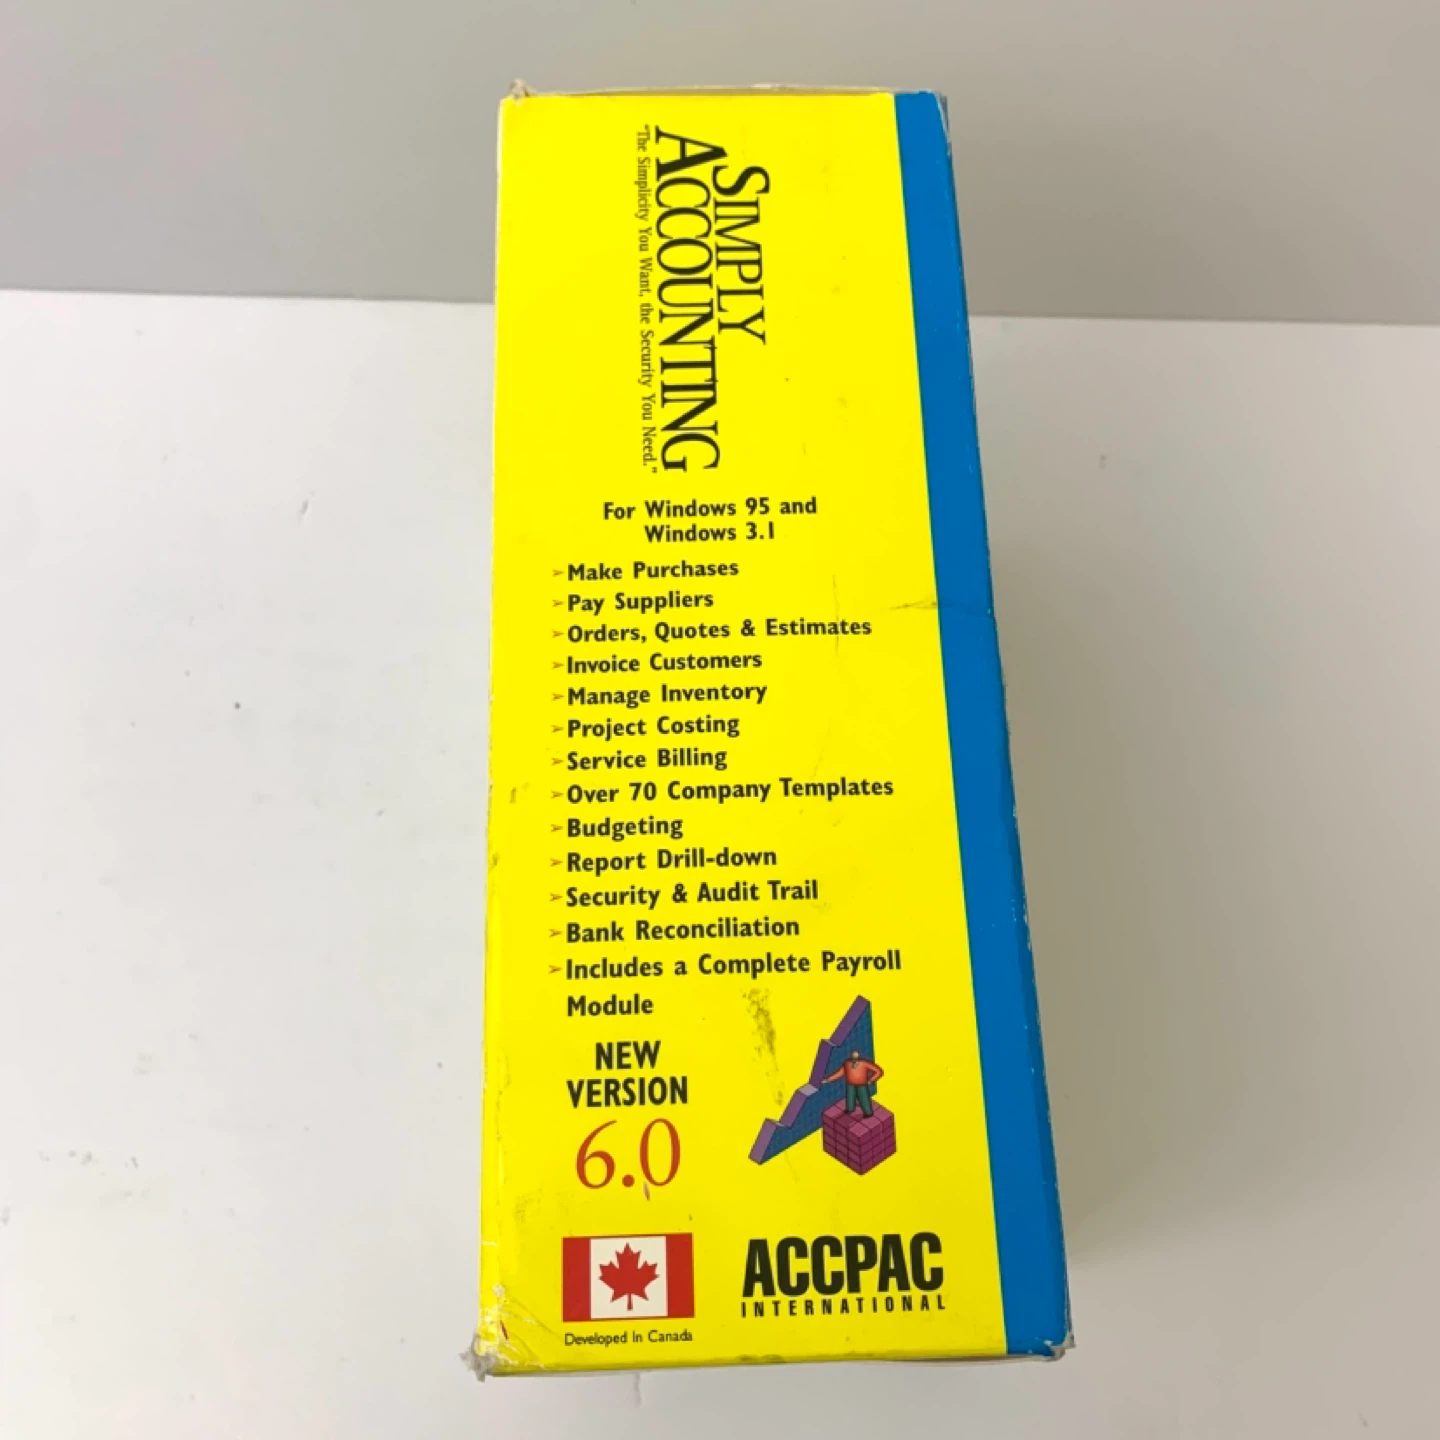 SIMPLY
ACCOUNTING
"The Simplicity You Want, the Security You Need."
For Windows 95 and
Windows 3.1
➢Make Purchases
➢Pay Suppliers
➢Orders, Quotes & Estimates
➢Invoice Customers
➢Manage Inventory
➢Project Costing
➢Service Billing
➢Over 70 Company Templates
➢Budgeting
➢Report Drill-down
➢Security & Audit Trail
➢Bank Reconciliation
➢Includes a Complete Payroll
Module
NEW
VERSION
6.0
Developed In Canada
ACCPAC
INTERNATIONAL